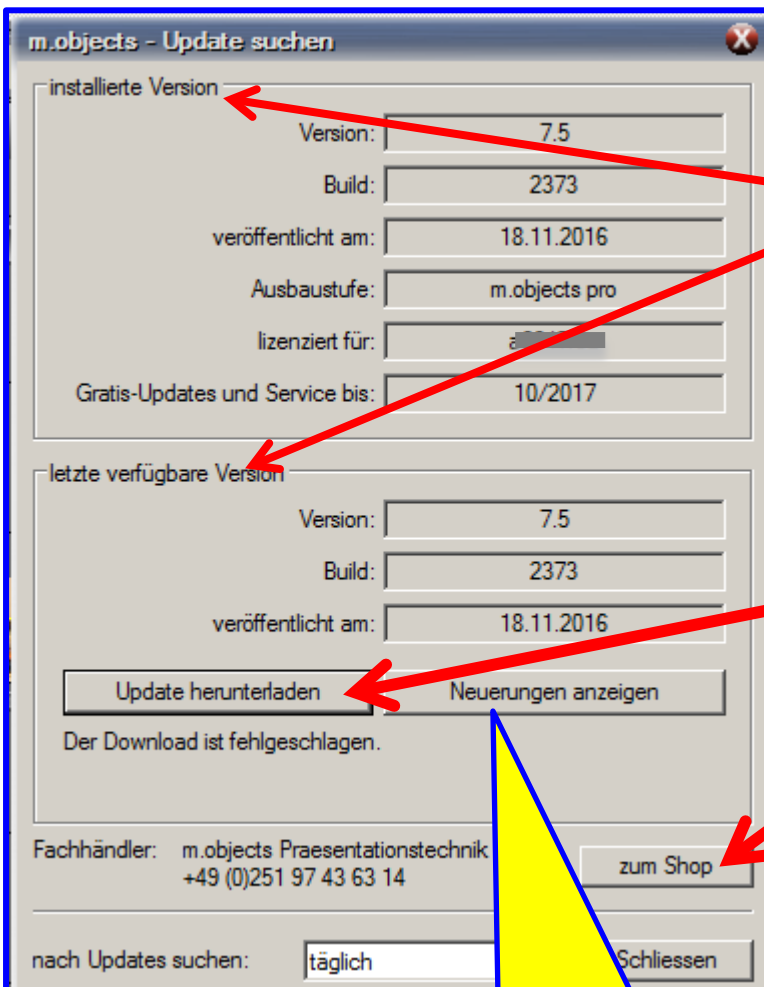 m.objects - Update suchen
installierte Version
Version: 7.5
Build: 2373
veröffentlicht am: 18.11.2016
Ausbaustufe: m.objects pro
lizenziert für:
Gratis-Updates und Service bis: 10/2017
letzte verfügbare Version
Version: 7.5
Build: 2373
veröffentlicht am: 18.11.2016
Update herunterladen Neuerungen anzeigen
Der Download ist fehlgeschlagen.
Fachhändler: m.objects Praesentationstechnik
+49 (0)251 97 43 63 14
zum Shop
nach Updates suchen: täglich Schliessen